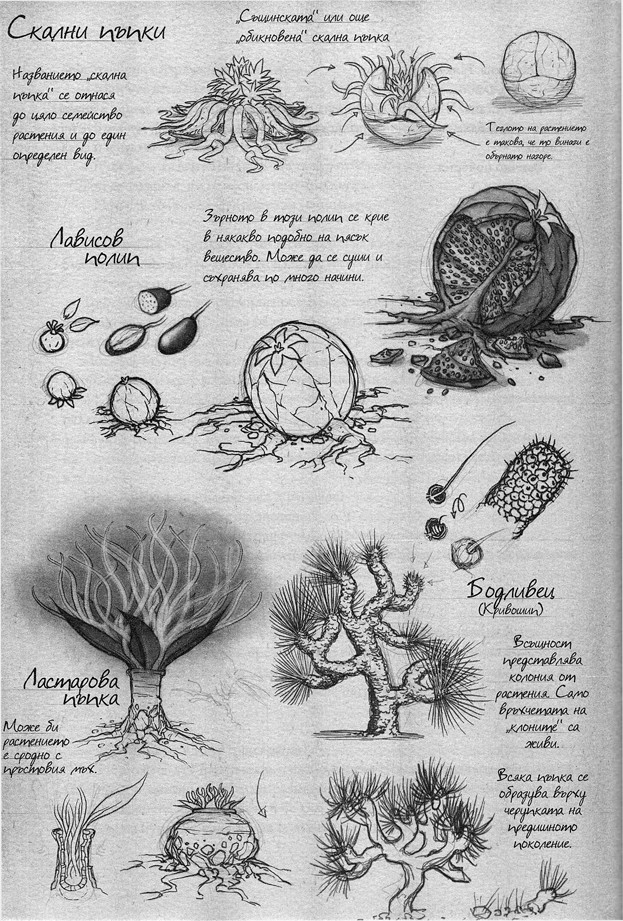 Скални пъпки
„Същинската“ или още
„обикновена“ скална пъпка
Названието „скална
пъпка“ се отнася
до цяло семейство
растения и до един
определен вид.
Теглото на растението
е такова, че то винаги е
обърнато нагоре.
Лависов
полип
Зърното в този полип се крие
в някакво подобно на пясък
вещество. Може да се суши и
съхранява по много начини.
Бодливец
(Кривошип)
Всъщност
представлява
колония от
растения. Само
връхчетата на
„клоните“ са
живи.
Ластарова
пъпка
Може би
растението
е сродно с
пръстовия мъх.
Всяка пъпка се
образува върху
черупката на
предишното
поколение.